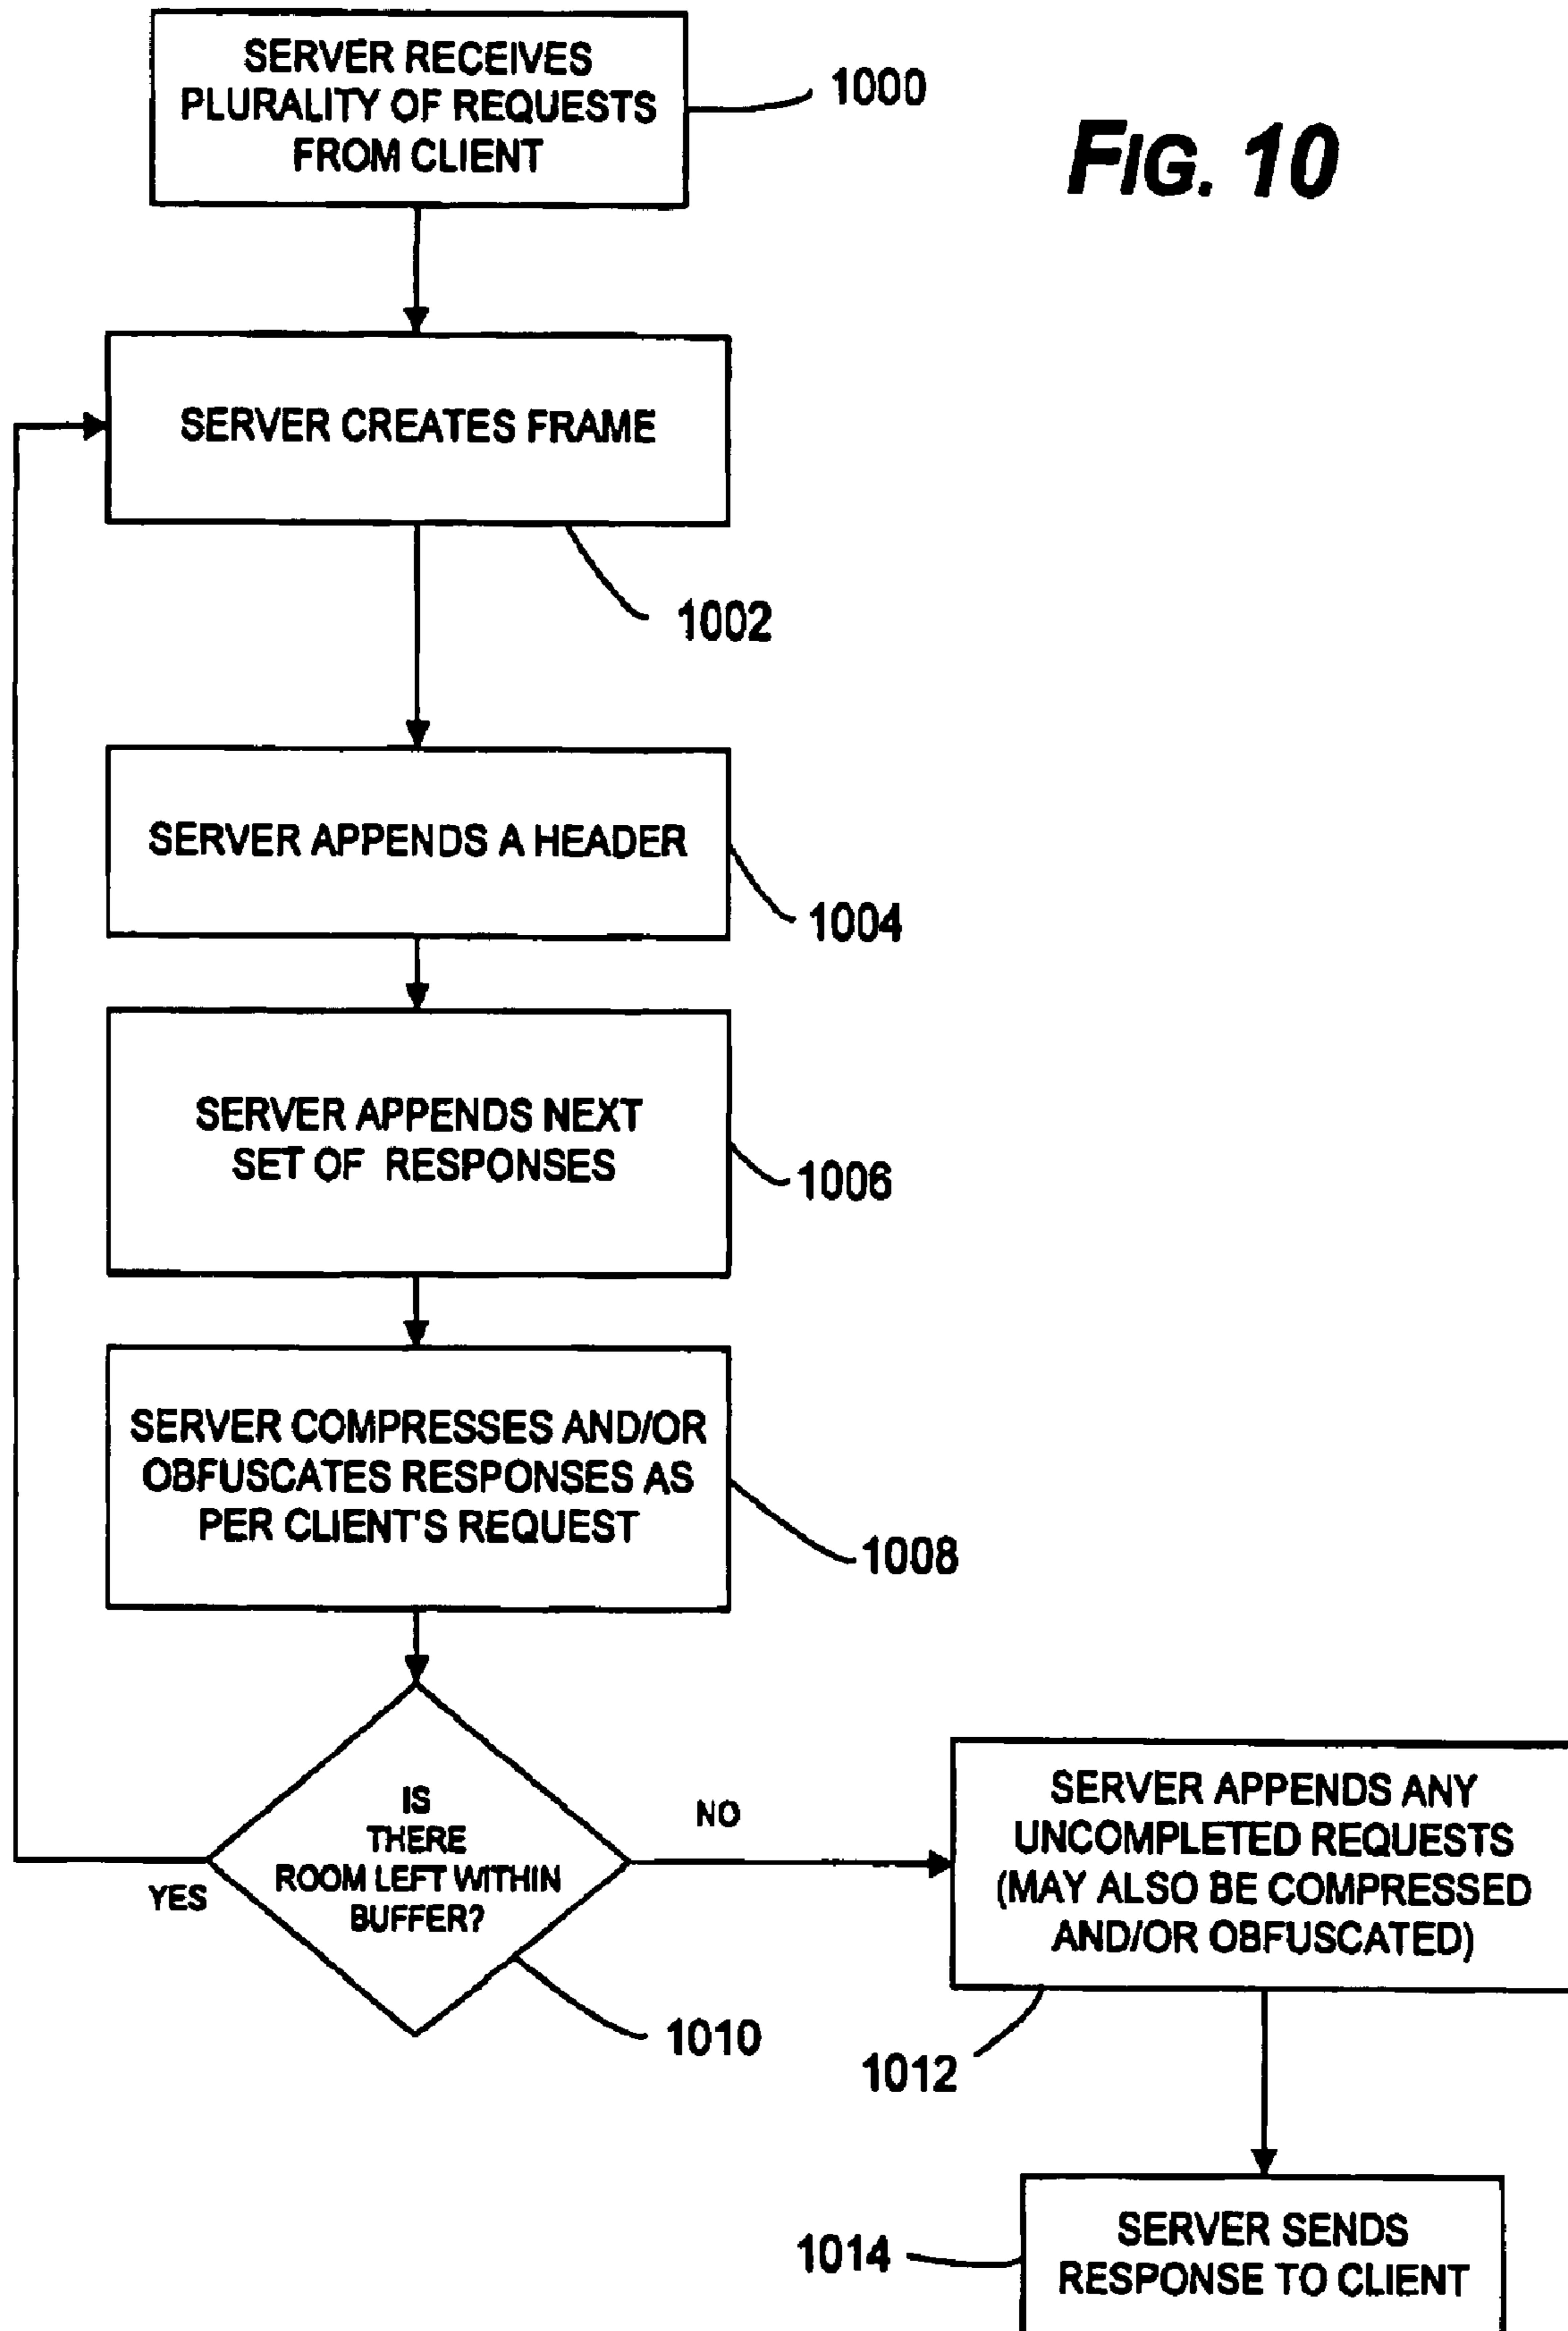 SERVER RECEIVES
PLURALITY OF REQUESTS
FROM CLIENT
1000
FIG. 10
SERVER CREATES FRAME
1002
SERVER APPENDS A HEADER
1004
SERVER APPENDS NEXT
SET OF RESPONSES
1006
SERVER COMPRESSES AND/OR
OBFUSCATES RESPONSES AS
PER CLIENT'S REQUEST
1008
IS
THERE
ROOM LEFT WITHIN
BUFFER?
YES
NO
1010
SERVER APPENDS ANY
UNCOMPLETED REQUESTS
(MAY ALSO BE COMPRESSED
AND/OR OBFUSCATED)
1012
SERVER SENDS
RESPONSE TO CLIENT
1014